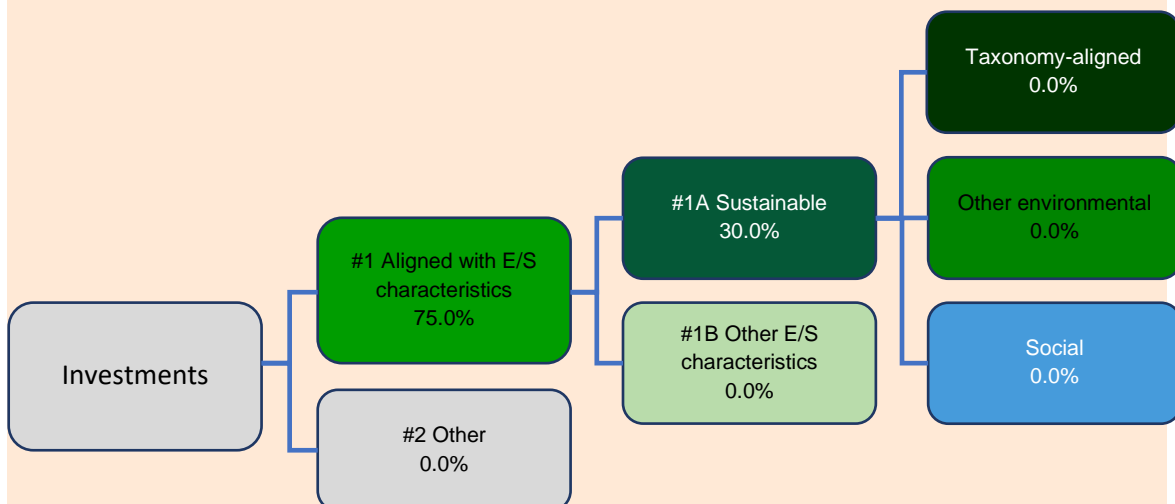 Investments
#1 Aligned with E/S
characteristics
75.0%
#2 Other
0.0%
#1A Sustainable
30.0%
#1B Other E/S
characteristics
0.0%
Taxonomy-aligned
0.0%
Other environmental
0.0%
Social
0.0%